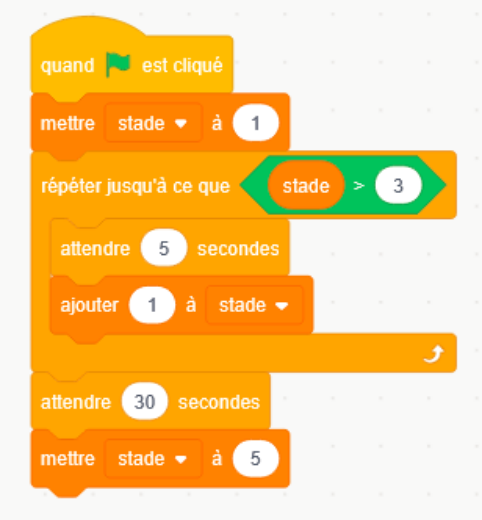 quand est cliqué
mettre stade à 1
répéter jusqu'à ce que stade > 3
attendre 5 secondes
ajouter 1 à stade
attendre 30 secondes
mettre stade à 5